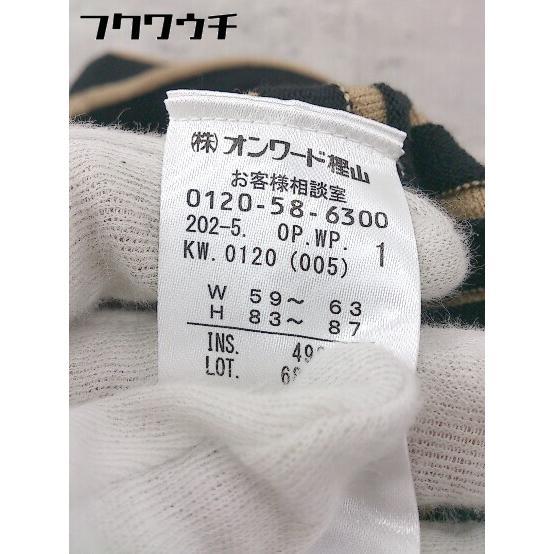 フクワウチ
(株)オンワード樫山
お客様相談室
0120-58-6300
202-5. OP.WP. 1
KW.0120 (005)
W 59～ 63
H 83～ 87
INS.
LOT.